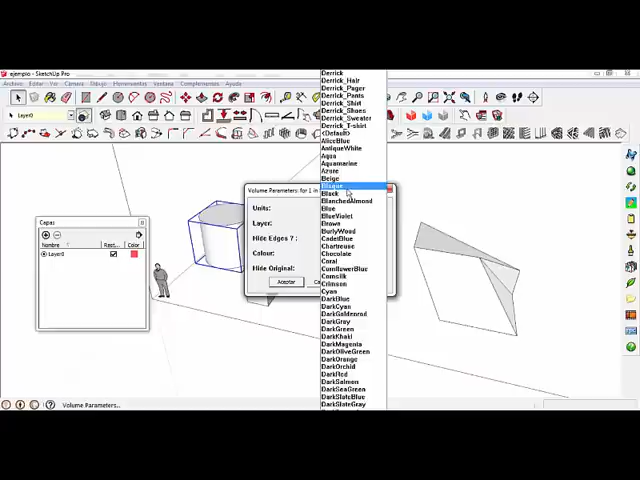 ejemplo - SketchUp Pro
Archivo Editar Ver Cámara Dibujo Herramientas Ventana Complementos Ayuda
Layer0
Capas
Nombre Rest... Color
Layer0
Volume Parameters: for 1 in
Units:
Layer:
Hide Edges ? :
Colour:
Hide Original:
Aceptar Ca
Derrick
Derrick_Hair
Derrick_Pager
Derrick_Pants
Derrick_Shirt
Derrick_Shoes
Derrick_Sweater
Derrick_T-shirt
<Default>
AliceBlue
AntiqueWhite
Aqua
Aquamarine
Azure
Beige
Bisque
Black
BlanchedAlmond
Blue
BlueViolet
Brown
BurlyWood
CadetBlue
Chartreuse
Chocolate
Coral
CornflowerBlue
Cornsilk
Crimson
Cyan
DarkBlue
DarkCyan
DarkGoldenrod
DarkGray
DarkGreen
DarkKhaki
DarkMagenta
DarkOliveGreen
DarkOrange
DarkOrchid
DarkRed
DarkSalmon
DarkSeaGreen
DarkSlateBlue
DarkSlateGray
Volume Parameters..